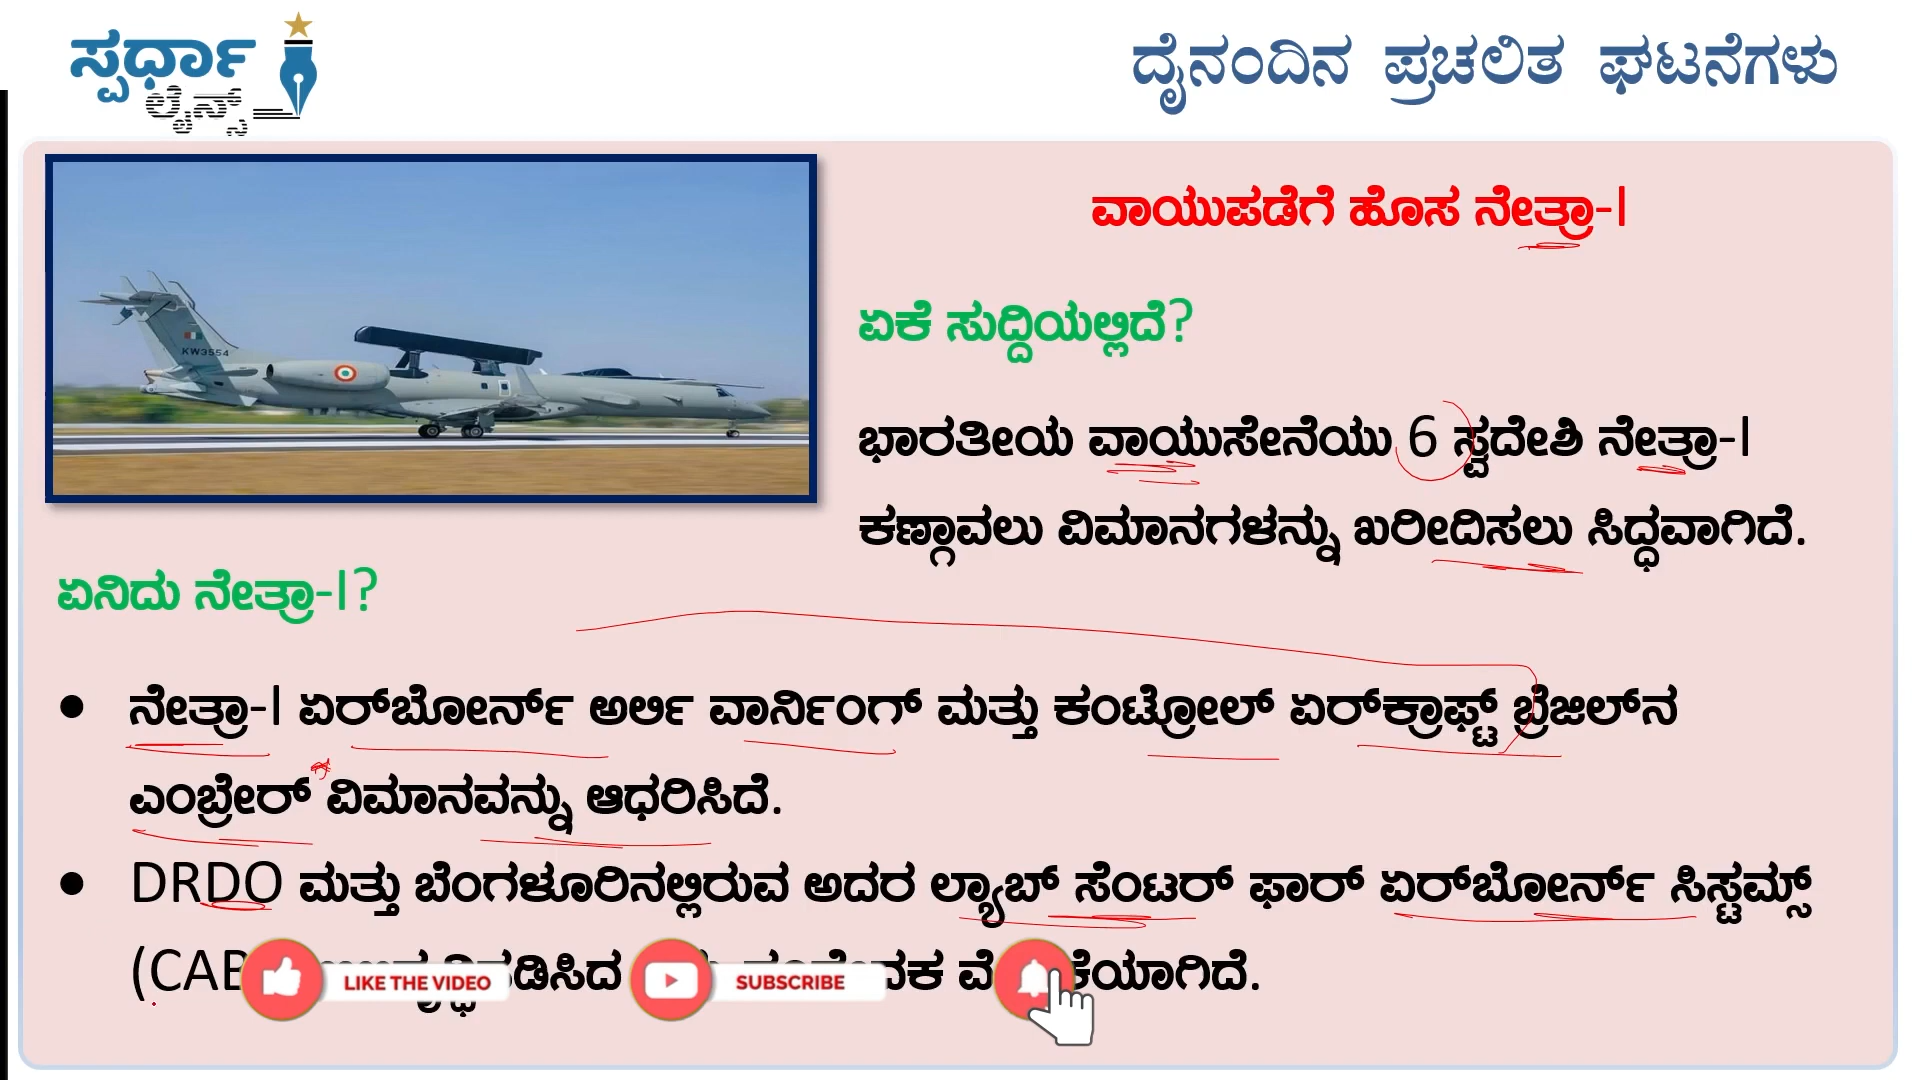 ಸ್ಪರ್ಧಾ
ಲೈನ್ಸ್
ದೈನಂದಿನ ಪ್ರಚಲಿತ ಘಟನೆಗಳು
KW3554
ವಾಯುಪಡೆಗೆ ಹೊಸ ನೇತ್ರಾ-I
ಏಕೆ ಸುದ್ದಿಯಲ್ಲಿದೆ?
ಭಾರತೀಯ ವಾಯುಸೇನೆಯು 6 ಸ್ವದೇಶಿ ನೇತ್ರಾ-I
ಕಣ್ಗಾವಲು ವಿಮಾನಗಳನ್ನು ಖರೀದಿಸಲು ಸಿದ್ಧವಾಗಿದೆ.
ಏನಿದು ನೇತ್ರಾ-I?
● ನೇತ್ರಾ-I ಏರ್‌ಬೋರ್ನ್ ಅರ್ಲಿ ವಾರ್ನಿಂಗ್ ಮತ್ತು ಕಂಟ್ರೋಲ್ ಏರ್‌ಕ್ರಾಫ್ಟ್ ಬ್ರೆಜಿಲ್‌ನ
ಎಂಬ್ರೇರ್ ವಿಮಾನವನ್ನು ಆಧರಿಸಿದೆ.
● DRDO ಮತ್ತು ಬೆಂಗಳೂರಿನಲ್ಲಿರುವ ಅದರ ಲ್ಯಾಬ್ ಸೆಂಟರ್ ಫಾರ್ ಏರ್‌ಬೋರ್ನ್ ಸಿಸ್ಟಮ್ಸ್
(CAB
LIKE THE VIDEO
SUBSCRIBE